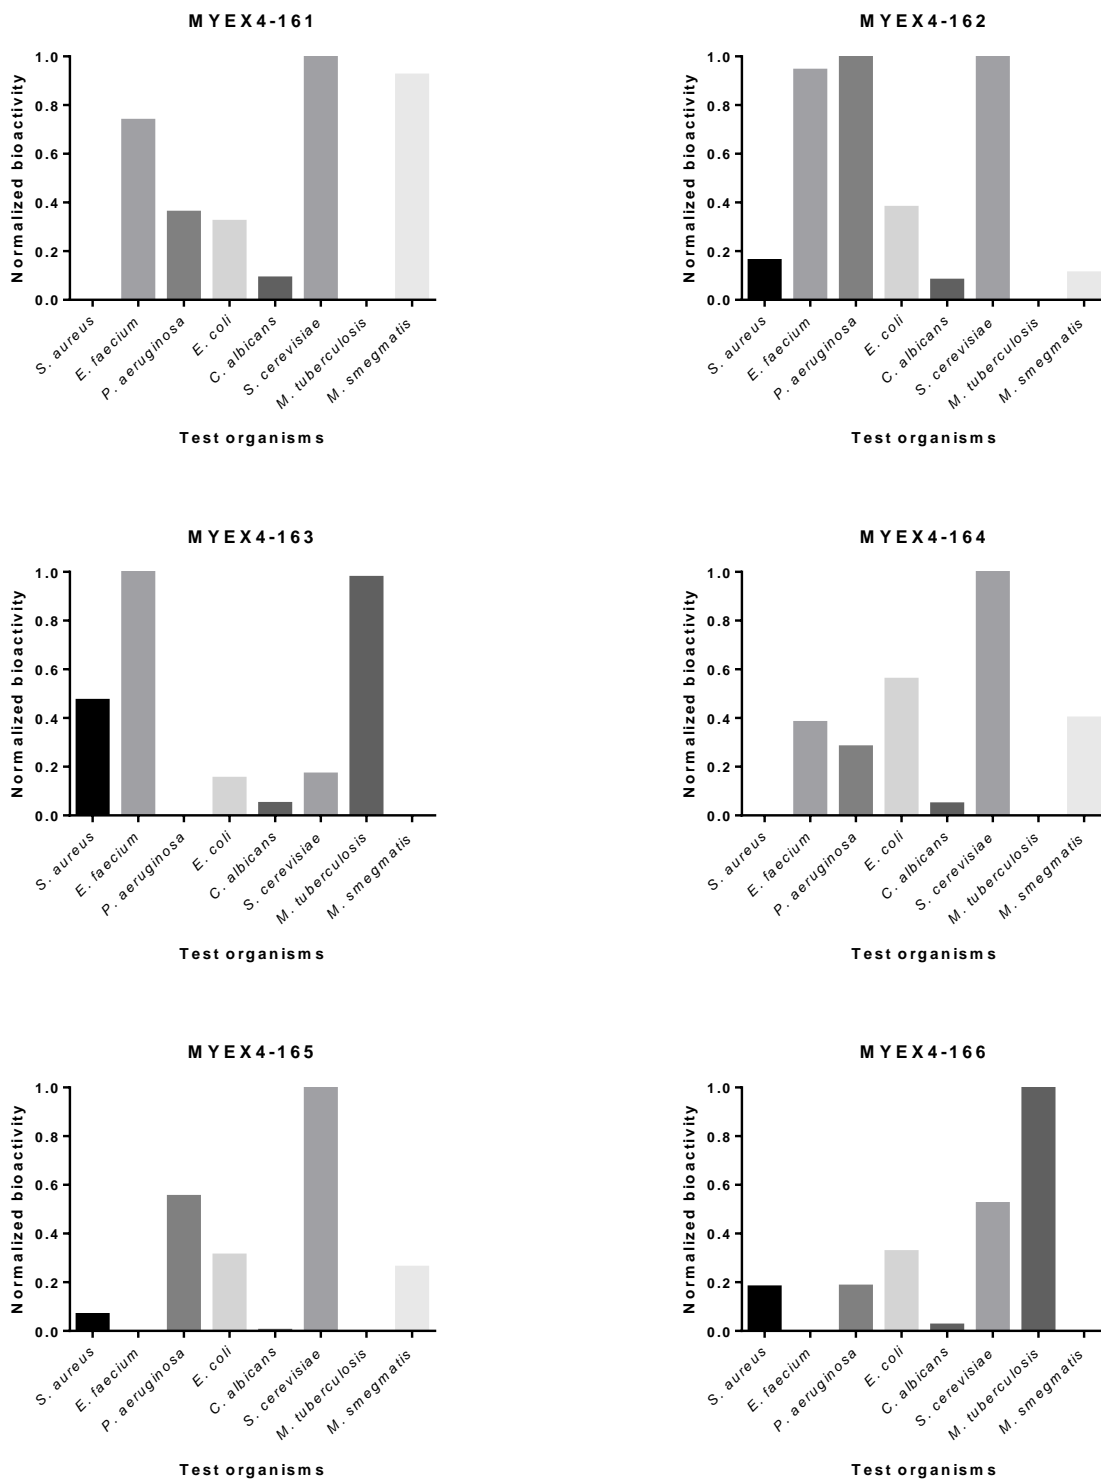 MYEX4-161
Normalized bioactivity
1.0
0.8
0.6
0.4
0.2
0.0
S. aureus
E. faecium
P. aeruginosa
E. coli
C. albicans
S. cerevisiae
M. tuberculosis
M. smegmatis
Test organisms
MYEX4-162
Normalized bioactivity
1.0
0.8
0.6
0.4
0.2
0.0
S. aureus
E. faecium
P. aeruginosa
E. coli
C. albicans
S. cerevisiae
M. tuberculosis
M. smegmatis
Test organisms
MYEX4-163
Normalized bioactivity
1.0
0.8
0.6
0.4
0.2
0.0
S. aureus
E. faecium
P. aeruginosa
E. coli
C. albicans
S. cerevisiae
M. tuberculosis
M. smegmatis
Test organisms
MYEX4-164
Normalized bioactivity
1.0
0.8
0.6
0.4
0.2
0.0
S. aureus
E. faecium
P. aeruginosa
E. coli
C. albicans
S. cerevisiae
M. tuberculosis
M. smegmatis
Test organisms
MYEX4-165
Normalized bioactivity
1.0
0.8
0.6
0.4
0.2
0.0
S. aureus
E. faecium
P. aeruginosa
E. coli
C. albicans
S. cerevisiae
M. tuberculosis
M. smegmatis
Test organisms
MYEX4-166
Normalized bioactivity
1.0
0.8
0.6
0.4
0.2
0.0
S. aureus
E. faecium
P. aeruginosa
E. coli
C. albicans
S. cerevisiae
M. tuberculosis
M. smegmatis
Test organisms